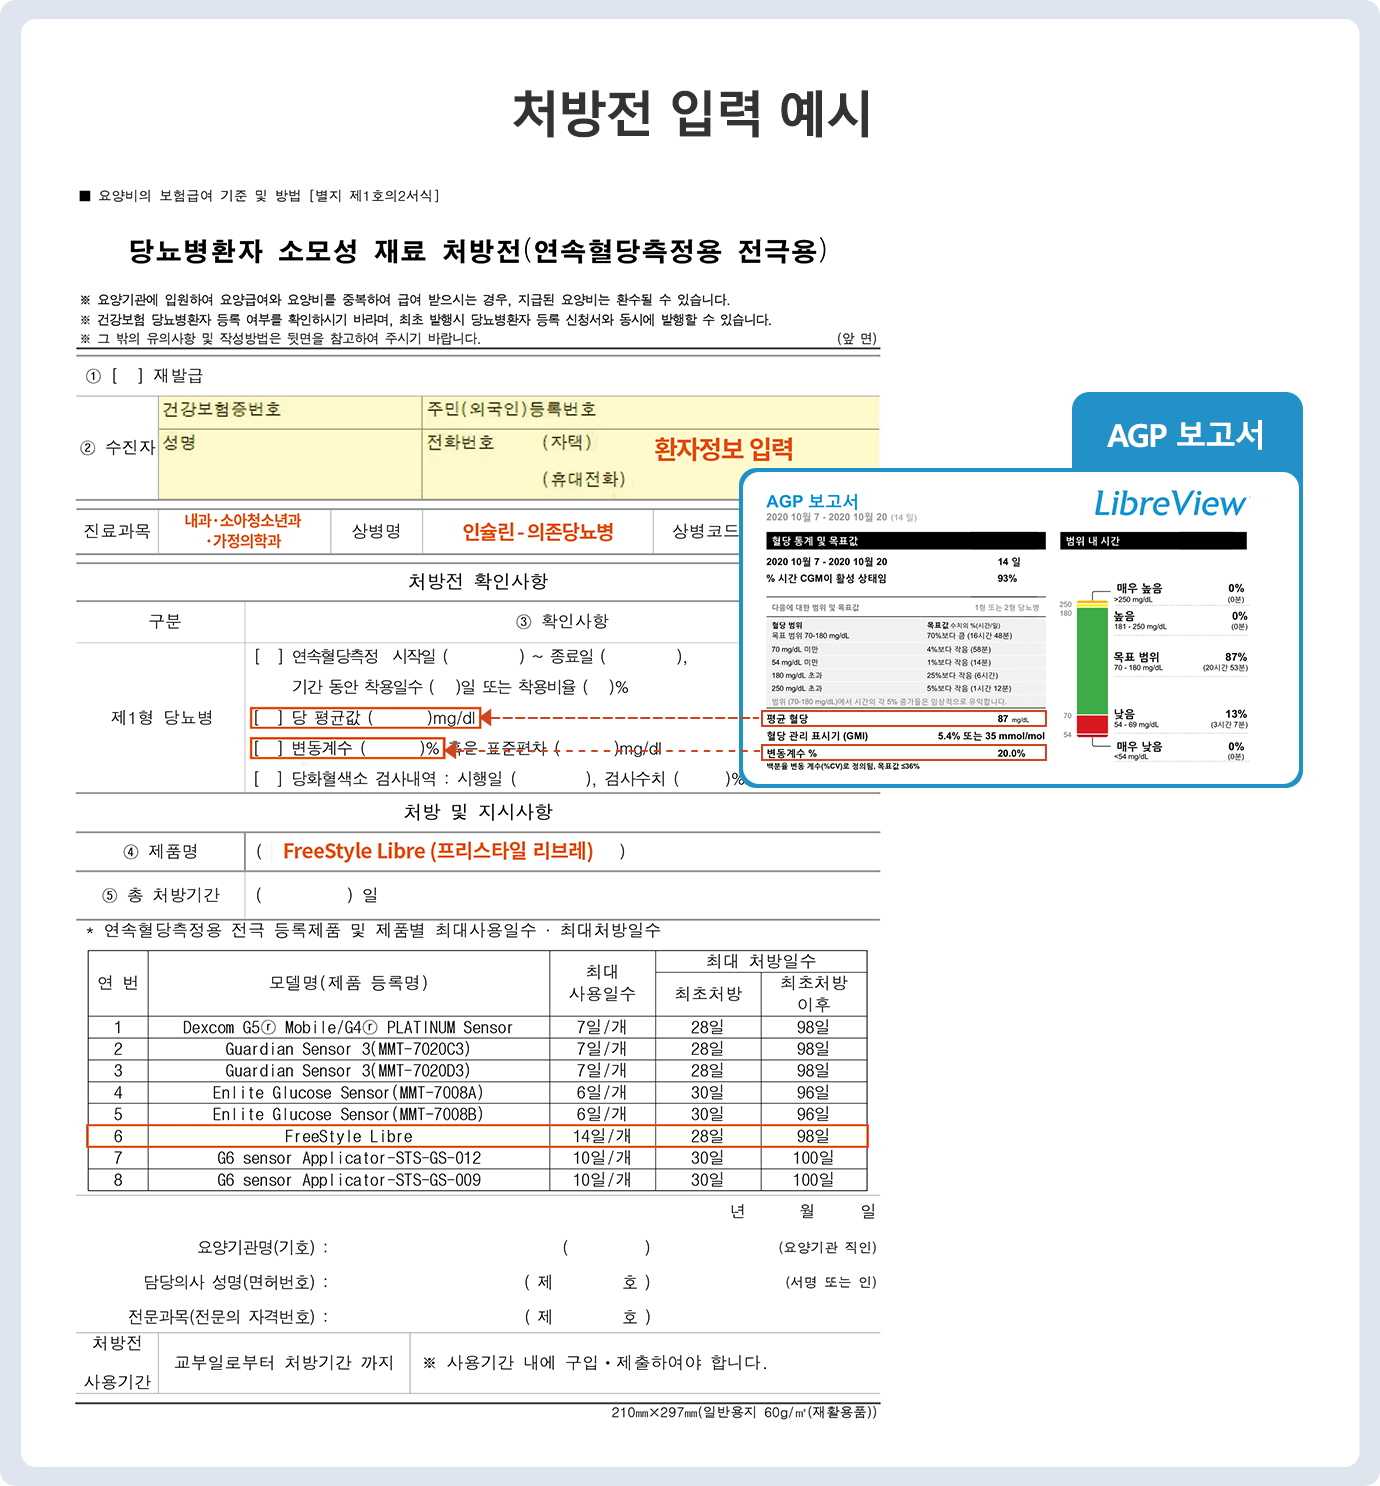 처방전 입력 예시
■ 요양비의 보험급여 기준 및 방법 [별지 제1호의2서식]
당뇨병환자 소모성 재료 처방전(연속혈당측정용 전극용)
※ 요양기관에 입원하여 요양급여와 요양비를 중복하여 급여 받으시는 경우, 지급된 요양비는 환수될 수 있습니다.
※ 건강보험 당뇨병환자 등록 여부를 확인하시기 바라며, 최초 발행시 당뇨병환자 등록 신청서와 동시에 발행할 수 있습니다.
※ 그 밖의 유의사항 및 작성방법은 뒷면을 참고하여 주시기 바랍니다. (앞 면)
① [ ] 재발급
② 수진자
건강보험증번호 주민(외국인)등록번호
성명 전화번호 (자택) 환자정보 입력
(휴대전화)
진료과목 내과·소아청소년과 ·가정의학과 상병명 인슐린-의존당뇨병 상병코드
처방전 확인사항
구분 ③ 확인사항
제1형 당뇨병
[ ] 연속혈당측정 시작일 ( ) ~ 종료일 ( ),
기간 동안 착용일수 ( )일 또는 착용비율 ( )%
[ ] 당 평균값 ( )mg/dl
[ ] 변동계수 ( )% 혹은 표준편차 ( )mg/dl
[ ] 당화혈색소 검사내역 : 시행일 ( ), 검사수치 ( )%
AGP 보고서
AGP 보고서 LibreView
2020 10월 7 - 2020 10월 20 (14 일)
혈당 통계 및 목표값 범위 내 시간
2020 10월 7 - 2020 10월 20 14 일
% 시간 CGM이 활성 상태임 93%
다음에 대한 범위 및 목표값 1형 또는 2형 당뇨병
혈당 범위 목표값 수치의 %(시간/일)
목표 범위 70-180 mg/dL 70%보다 큼 (16시간 48분)
70 mg/dL 미만 4%보다 작음 (58분)
54 mg/dL 미만 1%보다 작음 (14분)
180 mg/dL 초과 25%보다 작음 (6시간)
250 mg/dL 초과 5%보다 작음 (1시간 12분)
범위 (70-180 mg/dL)에서 시간의 각 5% 증가율은 임상적으로 유익합니다.
평균 혈당 87 mg/dL
혈당 관리 표시기 (GMI) 5.4% 또는 35 mmol/mol
변동계수 % 20.0%
백분율 변동 계수(%CV)로 정의됨, 목표값 ≤36%
250
180
70
54
매우 높음 0%
>250 mg/dL (0분)
높음 0%
181 - 250 mg/dL (0분)
목표 범위 87%
70 - 180 mg/dL (20시간 53분)
낮음 13%
54 - 69 mg/dL (3시간 7분)
매우 낮음 0%
<54 mg/dL (0분)
처방 및 지시사항
④ 제품명 ( FreeStyle Libre (프리스타일 리브레) )
⑤ 총 처방기간 ( ) 일
* 연속혈당측정용 전극 등록제품 및 제품별 최대사용일수 · 최대처방일수
연 번 모델명(제품 등록명) 최대 사용일수 최대 처방일수
최초처방 최초처방 이후
1 Dexcom G5ⓡ Mobile/G4ⓡ PLATINUM Sensor 7일/개 28일 98일
2 Guardian Sensor 3(MMT-7020C3) 7일/개 28일 98일
3 Guardian Sensor 3(MMT-7020D3) 7일/개 28일 98일
4 Enlite Glucose Sensor(MMT-7008A) 6일/개 30일 96일
5 Enlite Glucose Sensor(MMT-7008B) 6일/개 30일 96일
6 FreeStyle Libre 14일/개 28일 98일
7 G6 sensor Applicator-STS-GS-012 10일/개 30일 100일
8 G6 sensor Applicator-STS-GS-009 10일/개 30일 100일
년 월 일
요양기관명(기호) : ( ) (요양기관 직인)
담당의사 성명(면허번호) : ( 제 호 ) (서명 또는 인)
전문과목(전문의 자격번호) : ( 제 호 )
처방전
사용기간
교부일로부터 처방기간 까지 ※ 사용기간 내에 구입·제출하여야 합니다.
210㎜×297㎜(일반용지 60g/㎡(재활용품))